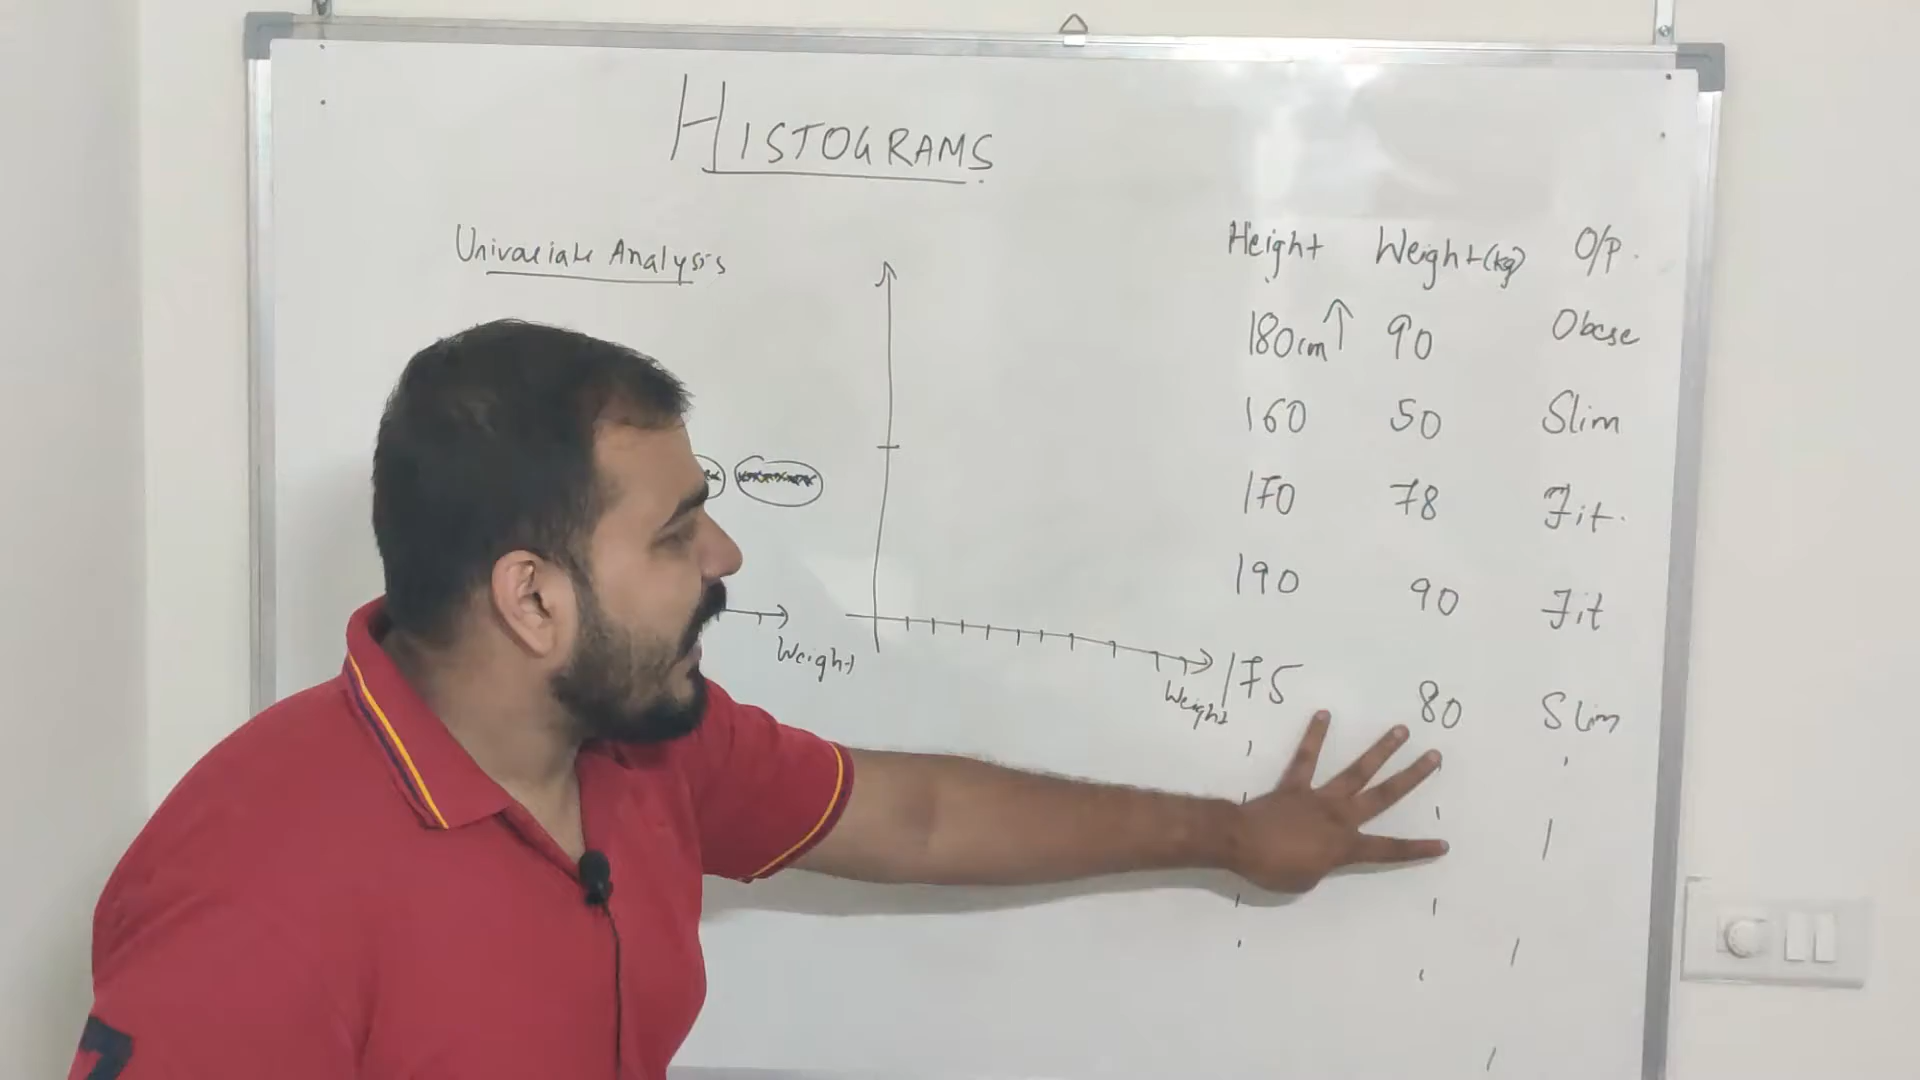 HISTOGRAMS
Univariate Analysis
Height Weight(kg) O/P.
180cm ↑ 90 Obese
160 50 Slim
170 78 Fit.
190 90 Fit
175 80 Slim
Weight
Weight
7